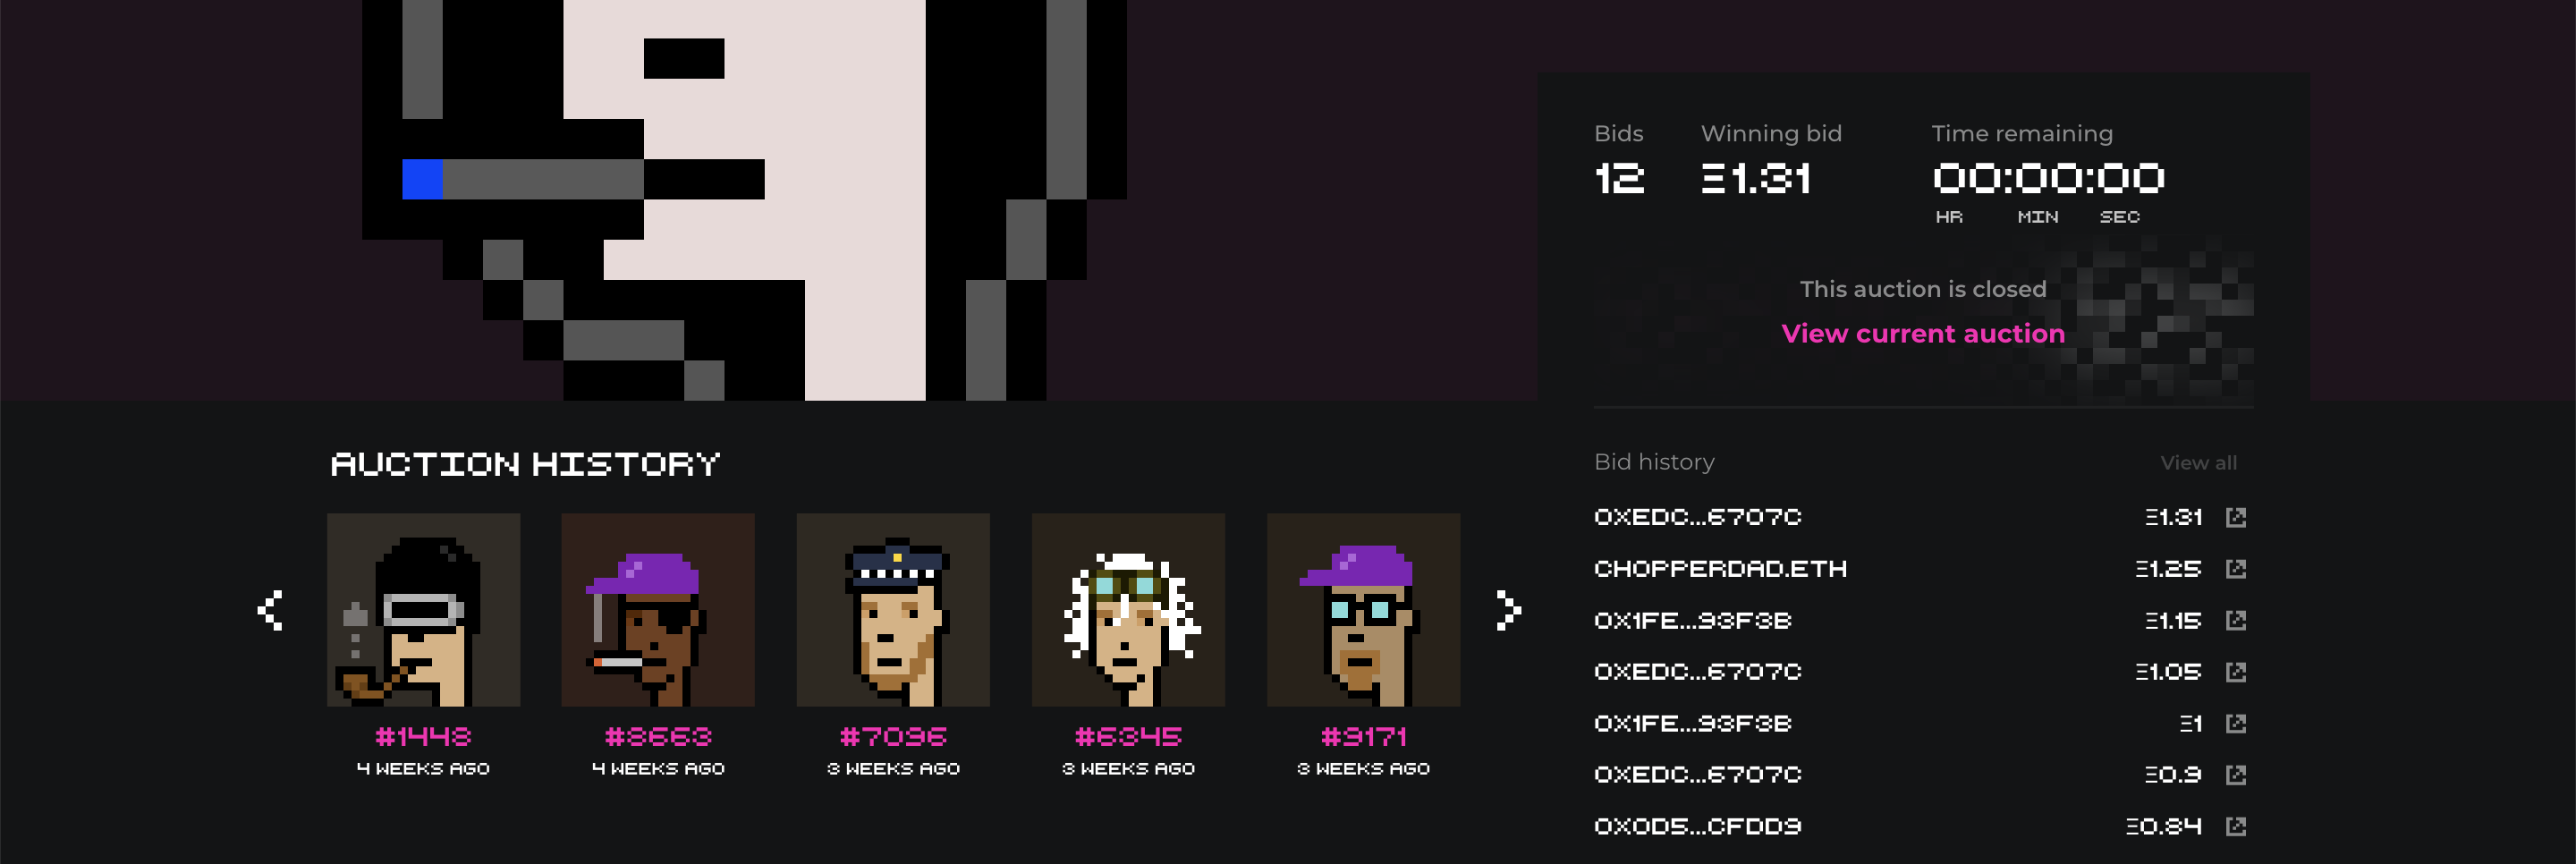 Bids Winning bid Time remaining
12 Ξ1.31 00:00:00
HR MIN SEC
This auction is closed
View current auction
AUCTION HISTORY
#1448 #8668 #7096 #6345 #9171
4 WEEKS AGO 4 WEEKS AGO 3 WEEKS AGO 3 WEEKS AGO 3 WEEKS AGO
Bid history View all
0XEDC...6707C Ξ1.31
CHOPPERDAD.ETH Ξ1.25
0X1FE...93F3B Ξ1.15
0XEDC...6707C Ξ1.05
0X1FE...93F3B Ξ1
0XEDC...6707C Ξ0.9
0X0D5...CFDD9 Ξ0.84